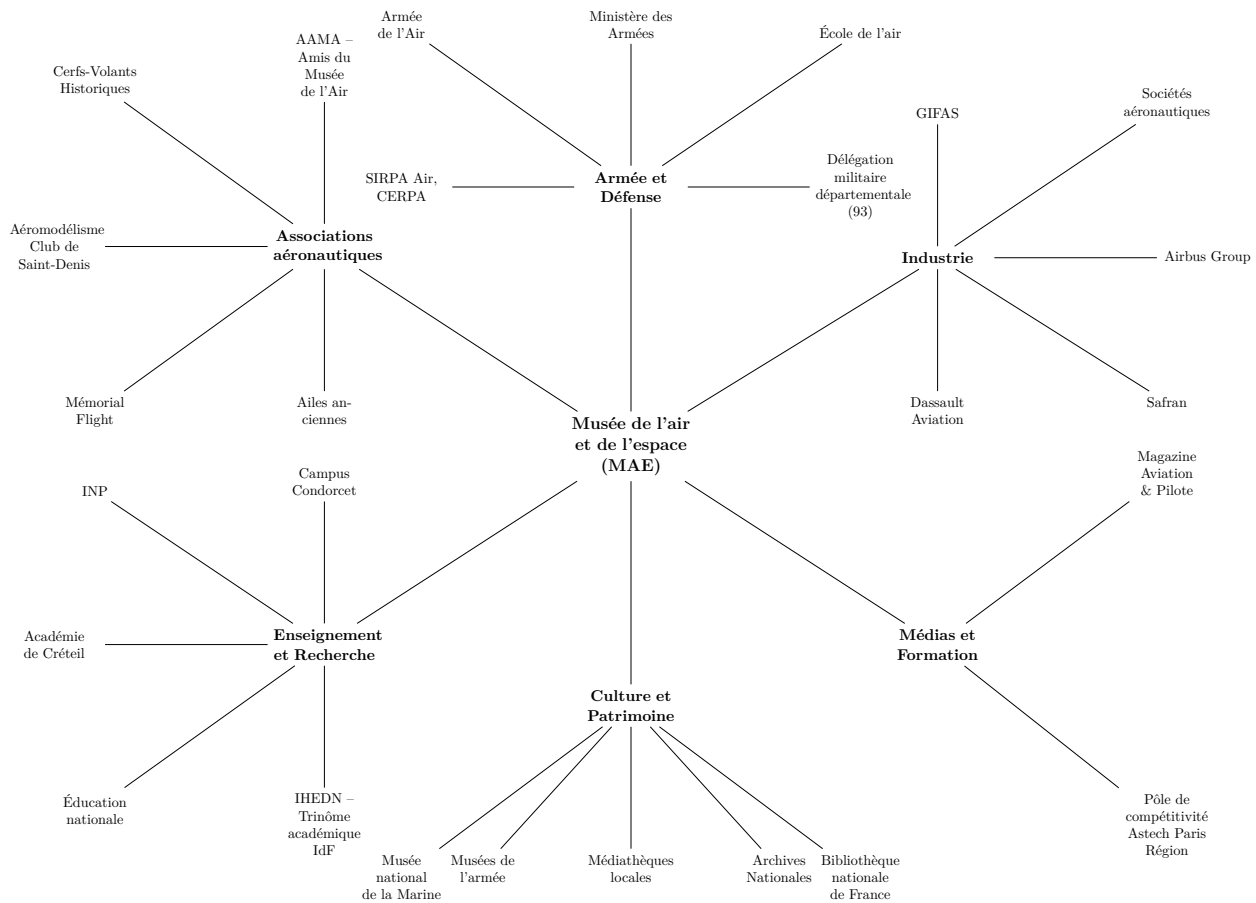 Armée
de l'Air
Ministère des
Armées
École de l'air
AAMA –
Amis du
Musée
de l'Air
Cerfs-Volants
Historiques
Sociétés
aéronautiques
GIFAS
SIRPA Air,
CERPA
Armée et
Défense
Délégation
militaire
départementale
(93)
Aéromodélisme
Club de
Saint-Denis
Associations
aéronautiques
Industrie
Airbus Group
Mémorial
Flight
Ailes an-
ciennes
Dassault
Aviation
Safran
Musée de l'air
et de l'espace
(MAE)
INP
Campus
Condorcet
Magazine
Aviation
& Pilote
Académie
de Créteil
Enseignement
et Recherche
Médias et
Formation
Culture et
Patrimoine
Éducation
nationale
IHEDN –
Trinôme
académique
IdF
Pôle de
compétitivité
Astech Paris
Région
Musée
national
de la Marine
Musées de
l'armée
Médiathèques
locales
Archives
Nationales
Bibliothèque
nationale
de France